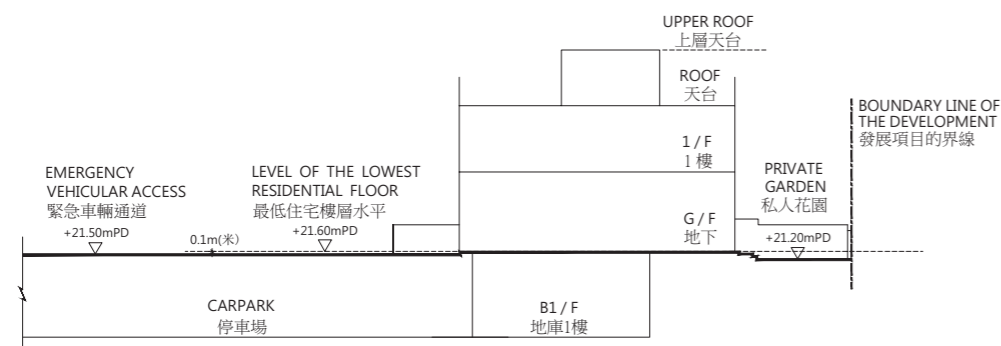 UPPER ROOF
上層天台
ROOF
天台
BOUNDARY LINE OF
THE DEVELOPMENT
發展項目的界線
1 / F
1 樓
EMERGENCY
VEHICULAR ACCESS
緊急車輛通道
+21.50mPD
0.1m(米)
LEVEL OF THE LOWEST
RESIDENTIAL FLOOR
最低住宅樓層水平
+21.60mPD
PRIVATE
GARDEN
私人花園
+21.20mPD
G / F
地下
CARPARK
停車場
B1 / F
地庫1樓